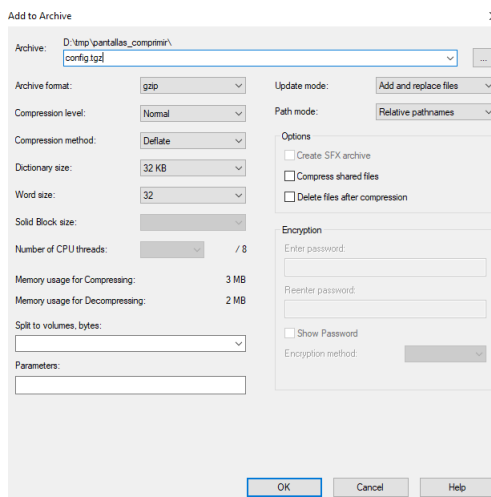 Add to Archive
Archive:
D:\tmp\pantallas_comprimir\
config.tgz
...
Archive format: gzip
Compression level: Normal
Compression method: Deflate
Dictionary size: 32 KB
Word size: 32
Solid Block size:
Number of CPU threads: / 8
Memory usage for Compressing: 3 MB
Memory usage for Decompressing: 2 MB
Split to volumes, bytes:
Parameters:
Update mode: Add and replace files
Path mode: Relative pathnames
Options
Create SFX archive
Compress shared files
Delete files after compression
Encryption
Enter password:
Reenter password:
Show Password
Encryption method:
OK Cancel Help